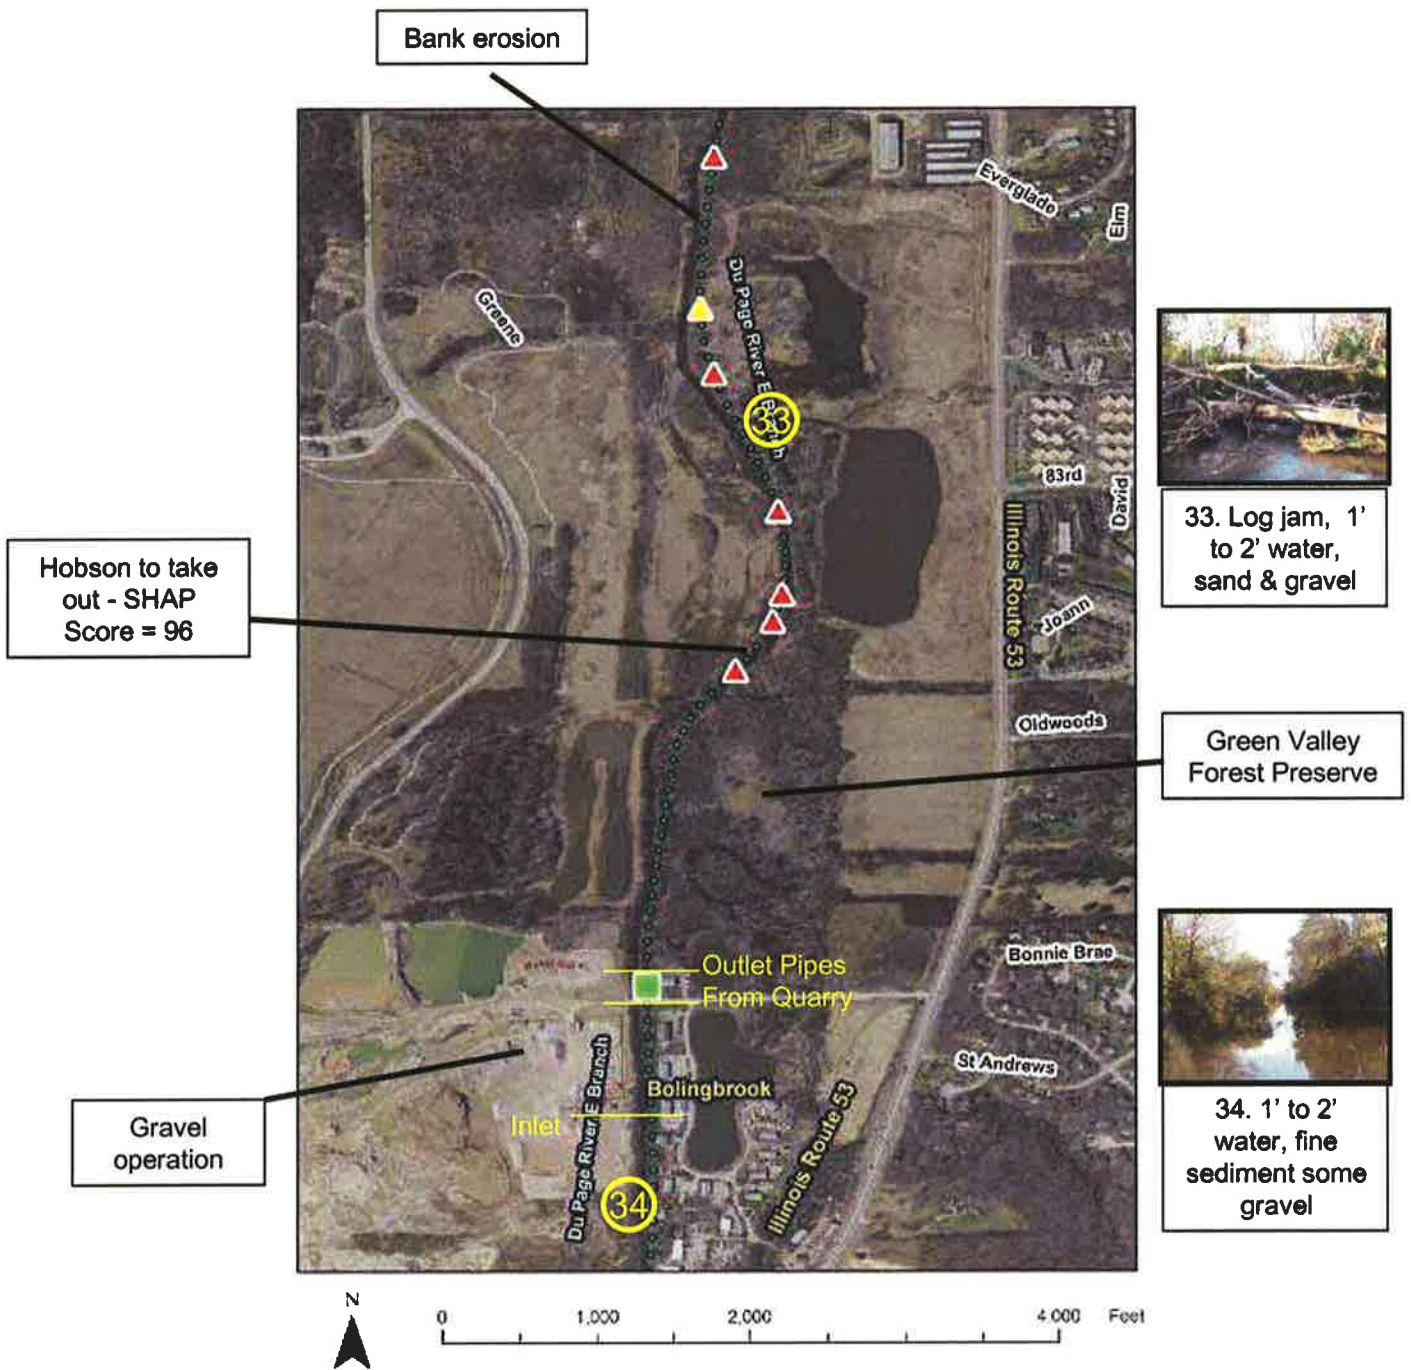 Bank erosion
Everglade
Elm
Greene
Du Page River E Branch
33
83rd
David
Illinois Route 53
Joann
33. Log jam, 1'
to 2' water,
sand & gravel
Hobson to take
out - SHAP
Score = 96
Oldwoods
Green Valley
Forest Preserve
Outlet Pipes
From Quarry
Bonnie Brae
St Andrews
Bolingbrook
Inlet
Du Page River E Branch
Illinois Route 53
34
Gravel
operation
34. 1' to 2'
water, fine
sediment some
gravel
N
0 1,000 2,000 4 000 Feet